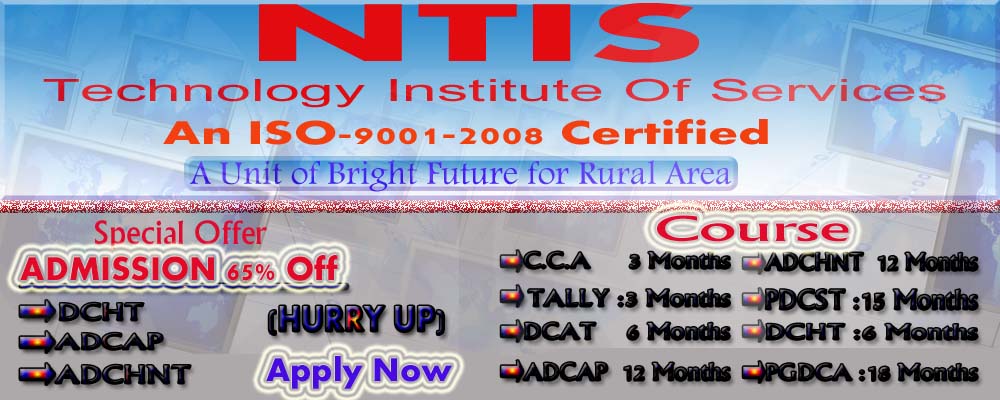 NTIS
Technology Institute Of Services
An ISO-9001-2008 Certified
A Unit of Bright Future for Rural Area
Special Offer
ADMISSION 65% Off
DCHT
ADCAP
ADCHNT
(HURRY UP)
Apply Now
Course
C.C.A 3 Months
TALLY :3 Months
DCAT 6 Months
ADCAP 12 Months
ADCHNT 12 Months
PDCST :15 Months
DCHT :6 Months
PGDCA :18 Months